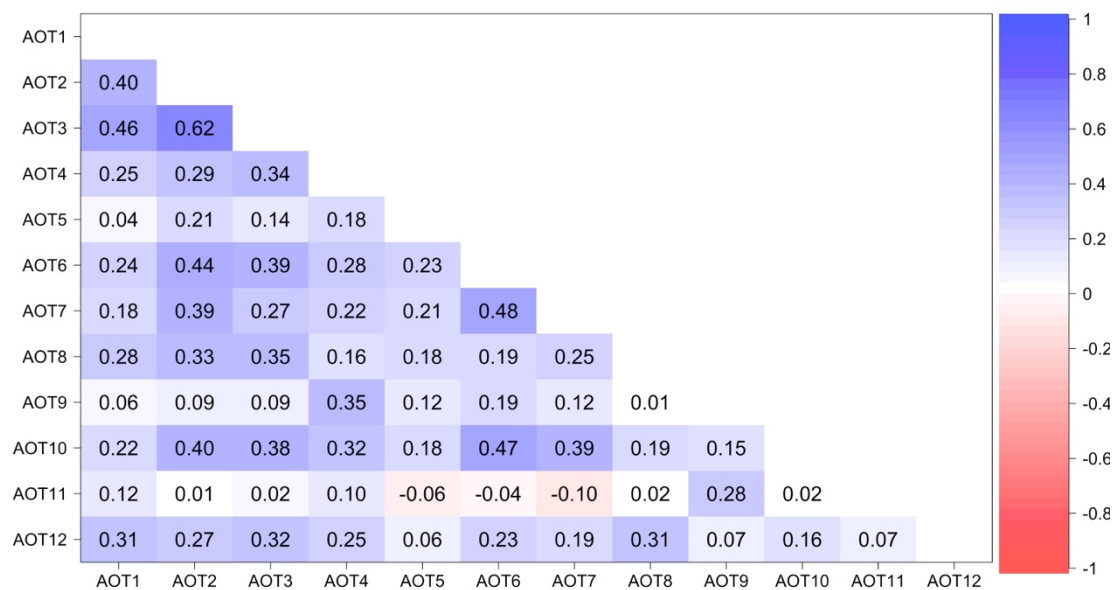 AOT1
AOT2 0.40
AOT3 0.46 0.62
AOT4 0.25 0.29 0.34
AOT5 0.04 0.21 0.14 0.18
AOT6 0.24 0.44 0.39 0.28 0.23
AOT7 0.18 0.39 0.27 0.22 0.21 0.48
AOT8 0.28 0.33 0.35 0.16 0.18 0.19 0.25
AOT9 0.06 0.09 0.09 0.35 0.12 0.19 0.12 0.01
AOT10 0.22 0.40 0.38 0.32 0.18 0.47 0.39 0.19 0.15
AOT11 0.12 0.01 0.02 0.10 -0.06 -0.04 -0.10 0.02 0.28 0.02
AOT12 0.31 0.27 0.32 0.25 0.06 0.23 0.19 0.31 0.07 0.16 0.07
AOT1 AOT2 AOT3 AOT4 AOT5 AOT6 AOT7 AOT8 AOT9 AOT10 AOT11 AOT12
1
0.8
0.6
0.4
0.2
0
-0.2
-0.4
-0.6
-0.8
-1